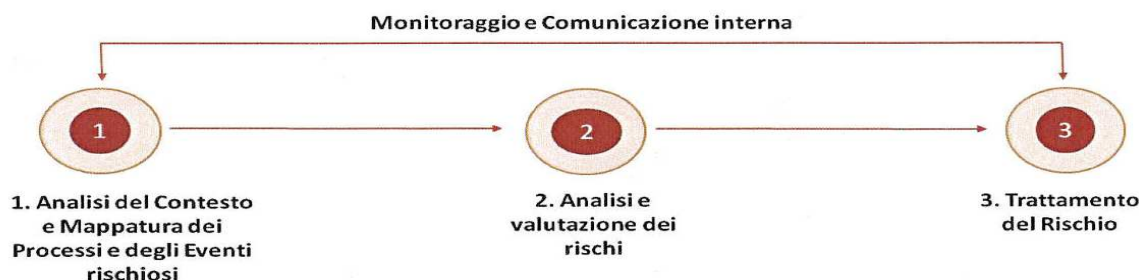 Monitoraggio e Comunicazione interna
1
2
3
1. Analisi del Contesto
e Mappatura dei
Processi e degli Eventi
rischiosi
2. Analisi e
valutazione dei
rischi
3. Trattamento
del Rischio